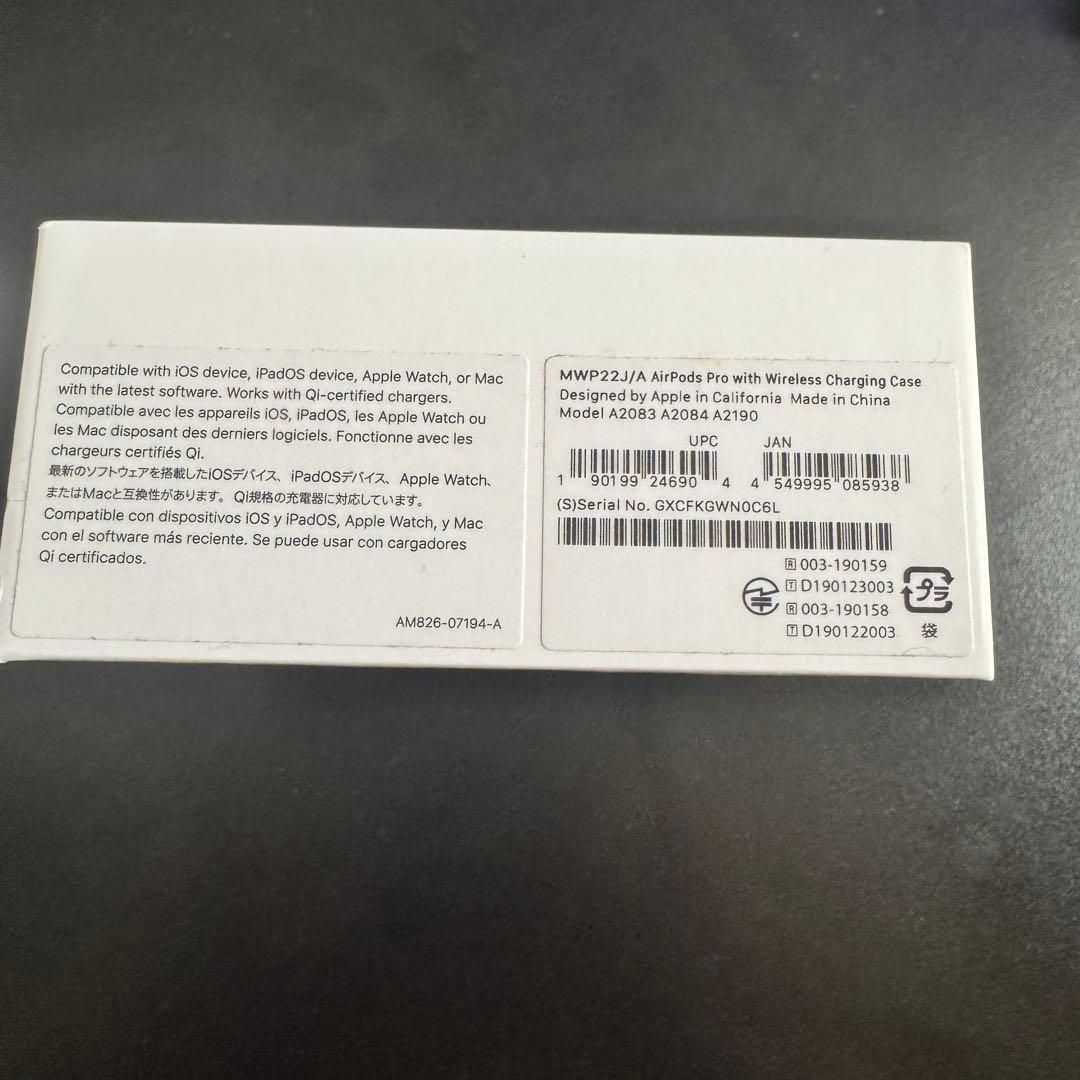 Compatible with iOS device, iPadOS device, Apple Watch, or Mac
with the latest software. Works with Qi-certified chargers.
Compatible avec les appareils iOS, iPadOS, les Apple Watch ou
les Mac disposant des derniers logiciels. Fonctionne avec les
chargeurs certifiés Qi.
最新のソフトウェアを搭載したiOSデバイス、iPadOSデバイス、Apple Watch、
またはMacと互換性があります。Qi規格の充電器に対応しています。
Compatible con dispositivos iOS y iPadOS, Apple Watch, y Mac
con el software más reciente. Se puede usar con cargadores
Qi certificados.
AM826-07194-A
MWP22J/A AirPods Pro with Wireless Charging Case
Designed by Apple in California Made in China
Model A2083 A2084 A2190
UPC JAN
1 90199 24690 4 4 549995 085938
(S)Serial No. GXCFKGWN0C6L
R 003-190159
T D190123003
R 003-190158
T D190122003
プラ
袋